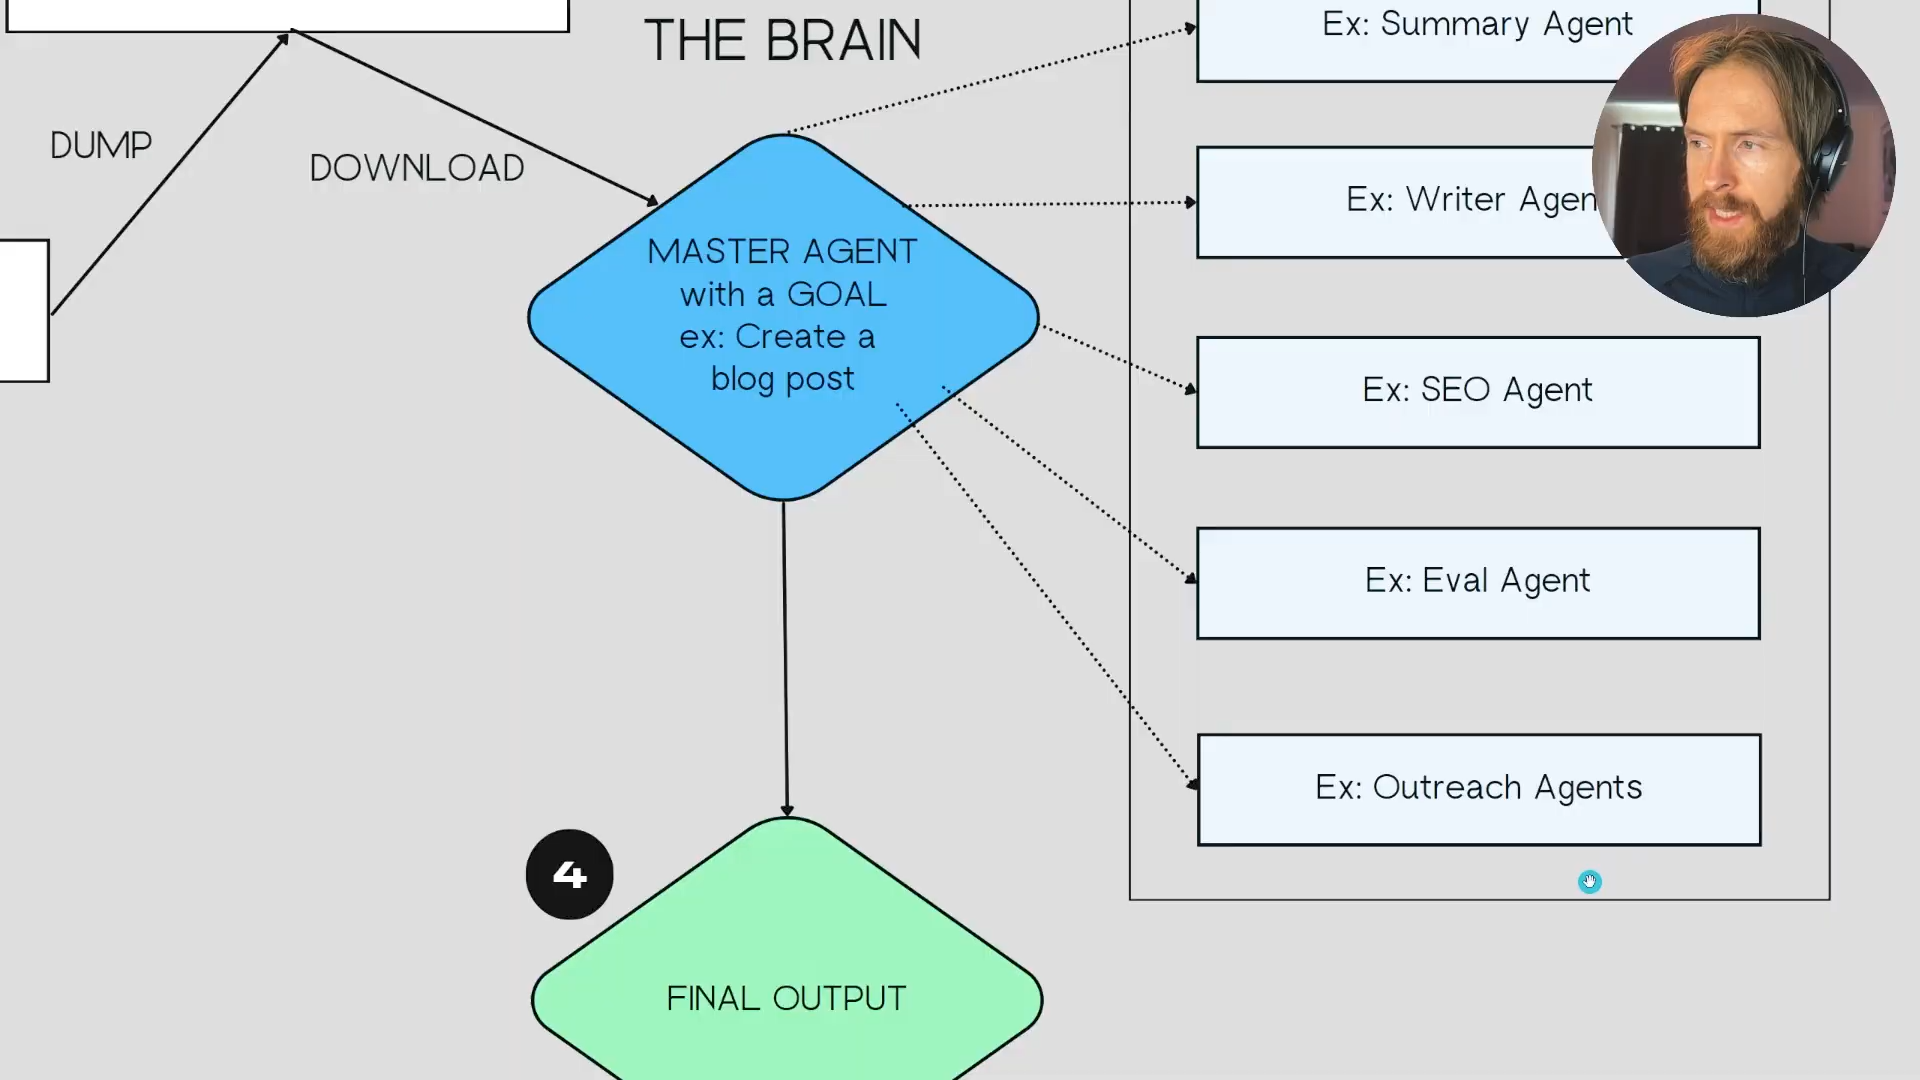 THE BRAIN
Ex: Summary Agent
DUMP
DOWNLOAD
Ex: Writer
MASTER AGENT
with a GOAL
ex: Create a
blog post
Ex: SEO Agent
Ex: Eval Agent
Ex: Outreach Agents
4
FINAL OUTPUT